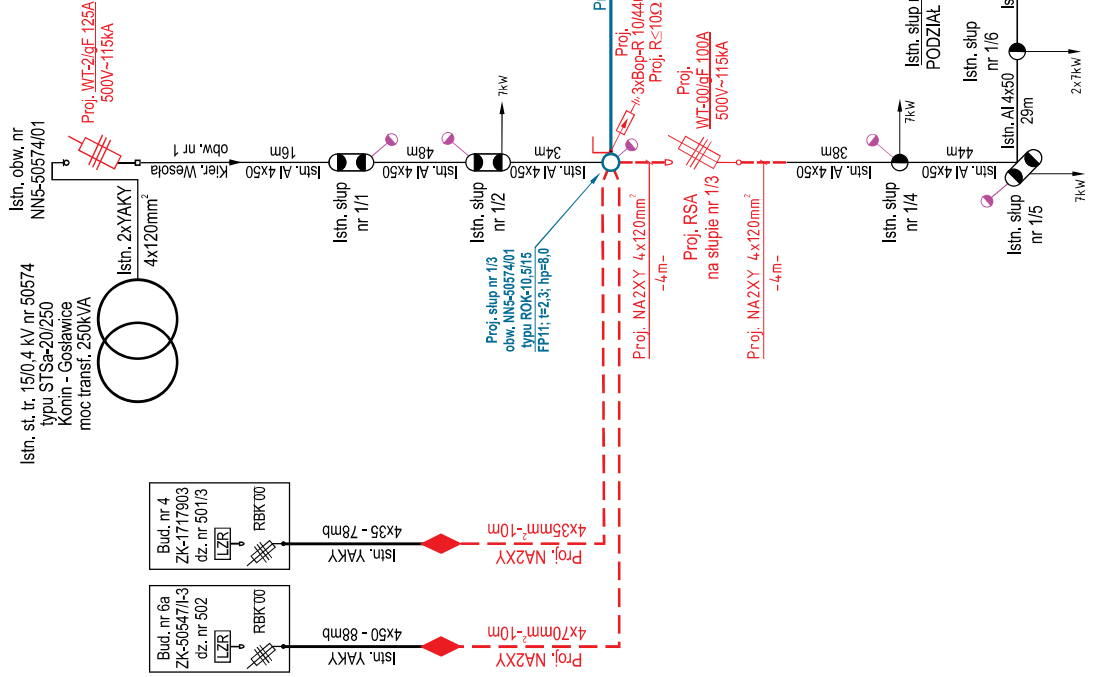 Istn. st. tr. 15/0,4 kV nr 50574
typu STSa-20/250
Konin - Gosławice
moc transf. 250kVA
Istn. obw. nr
NN5-50574/01
Istn. 2xYAKY
4x120mm²
Proj. WT-2/gF 125A
500V~115kA
Kier. Wesoła
obw. nr 1
Istn. Al 4x50
16m
Istn. słup
nr 1/1
Istn. Al 4x50
48m
Istn. słup
nr 1/2
7kW
Istn. Al 4x50
34m
Proj. słup nr 1/3
obw. NN5-50574/01
typu ROK-10,5/15
FP11; t=2,3; hp=8,0
Proj.
3xBop-R 10/44
Proj. R≤10Ω
Proj. NA2XY 4x120mm²
-4m-
Proj.
WT-00/gF 100A
500V~115kA
Proj. RSA
na słupie nr 1/3
Proj. NA2XY 4x120mm²
-4m-
Istn. Al 4x50
38m
Istn. słup
nr 1/4
7kW
Istn. Al 4x50
44m
Istn. słup
nr 1/5
7kW
Istn. Al 4x50
29m
Istn. słup
nr 1/6
2x7kW
Istn. słup
PODZIAŁ
Bud. nr 4
ZK-1717903
dz. nr 501/3
LZR
RBK'00
Istn. YAKY
4x35 - 78mb
Proj. NA2XY
4x35mm²-10m
Bud. nr 6a
ZK-50547/I-3
dz. nr 502
LZR
RBK'00
Istn. YAKY
4x50 - 88mb
Proj. NA2XY
4x70mm²-10m